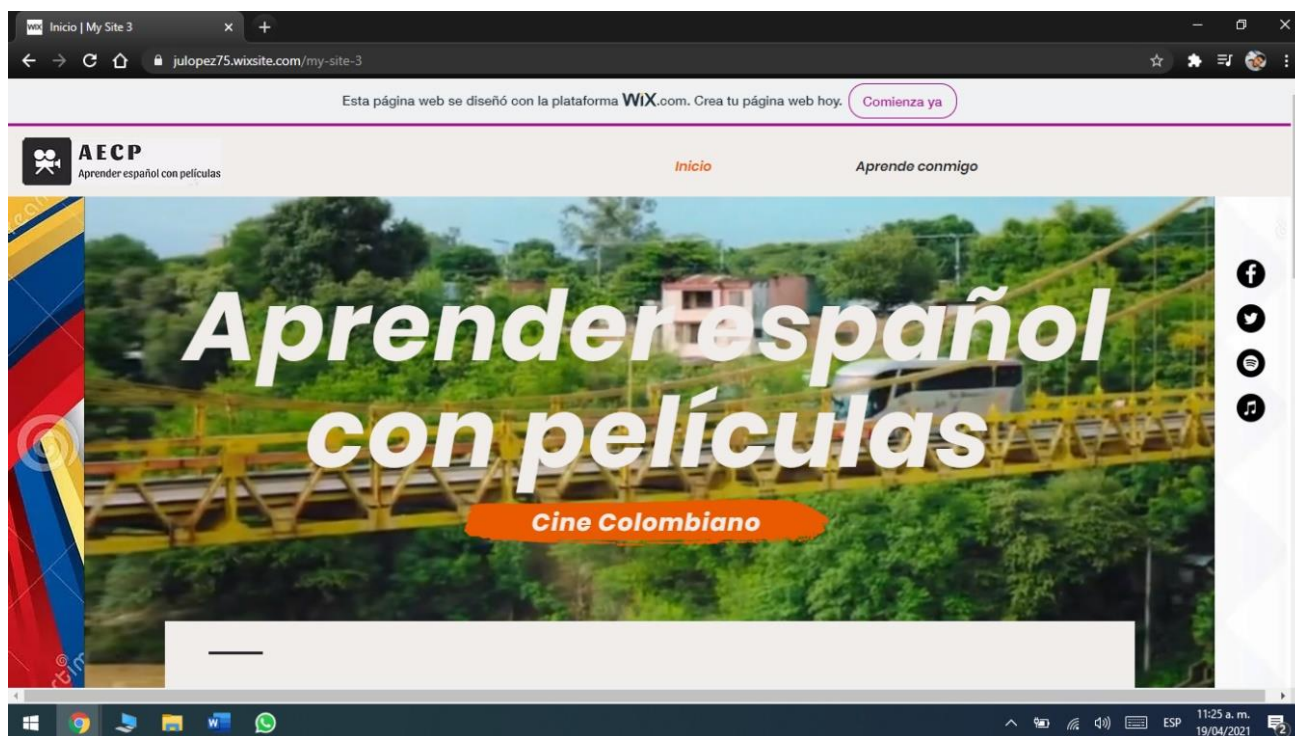 WiX Inicio | My Site 3
julopez75.wixsite.com/my-site-3
Esta página web se diseñó con la plataforma WiX.com. Crea tu página web hoy. Comienza ya
AECP
Aprender español con películas
Inicio Aprende conmigo
Aprender español
con películas
Cine Colombiano
W
ESP
11:25 a. m.
19/04/2021
2